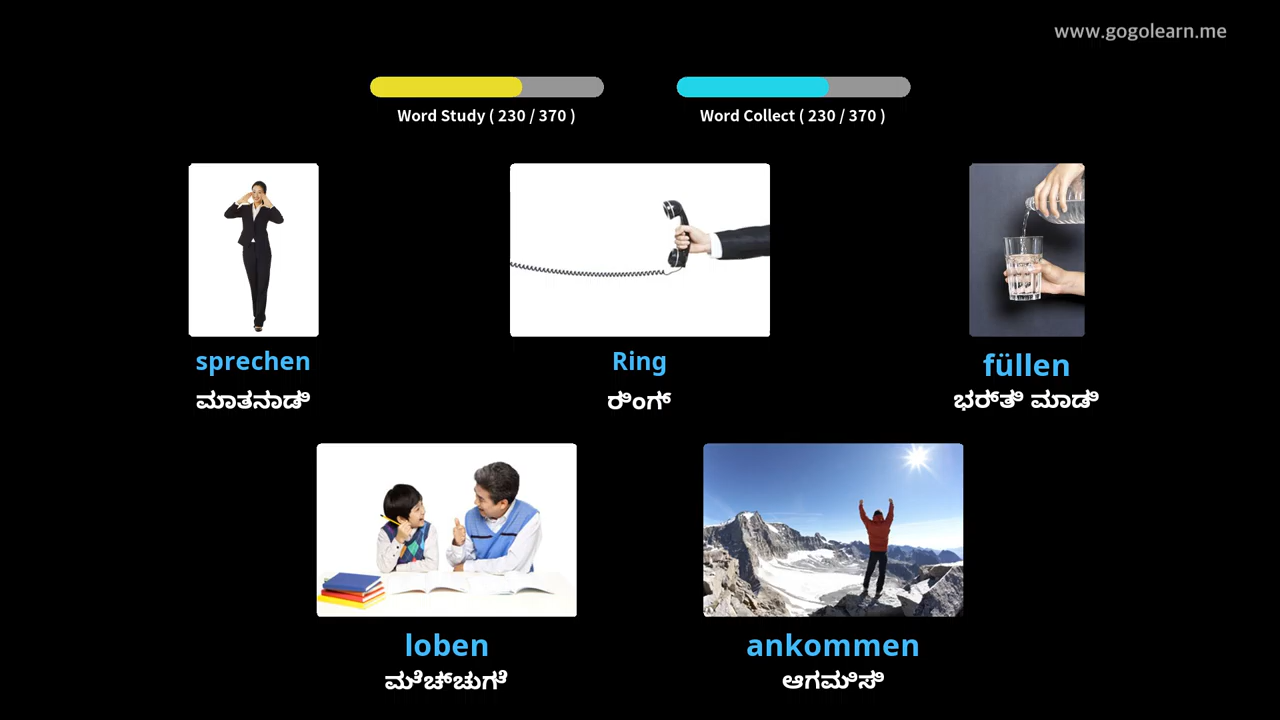 www.gogolearn.me
Word Study ( 230 / 370 )
Word Collect ( 230 / 370 )
sprechen
ಮಾತನಾಡಿ
Ring
ರಿಂಗ್
füllen
ಭರ್ತಿ ಮಾಡಿ
loben
ಮೆಚ್ಚುಗೆ
ankommen
ಆಗಮಿಸಿ